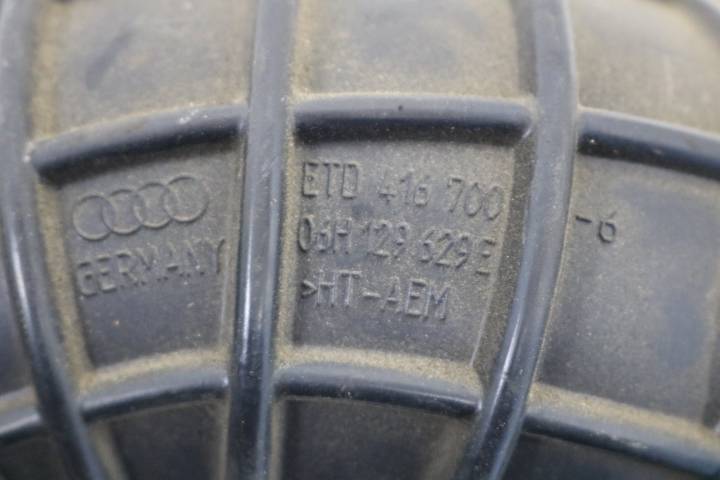 GERMANY
ETD 416 700
06H 129 629 E
>HT-AEM
-6